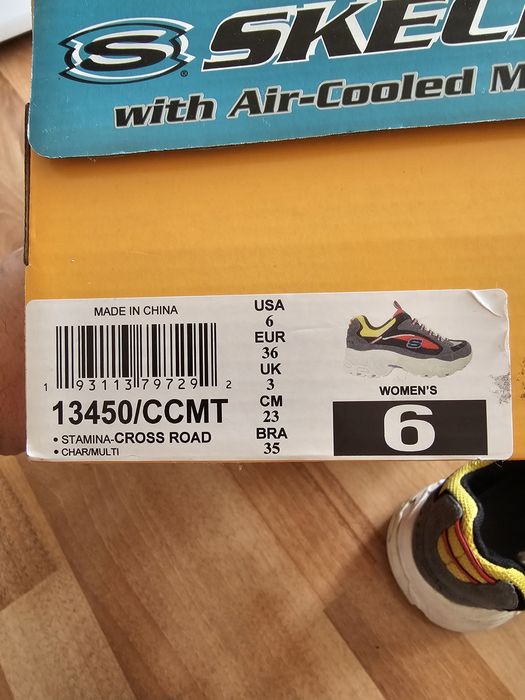 S
with Air-Cooled
MADE IN CHINA
1 93113 79729 2
13450/CCMT
• STAMINA-CROSS ROAD
• CHAR/MULTI
USA
6
EUR
36
UK
3
CM
23
BRA
35
S
WOMEN'S
6